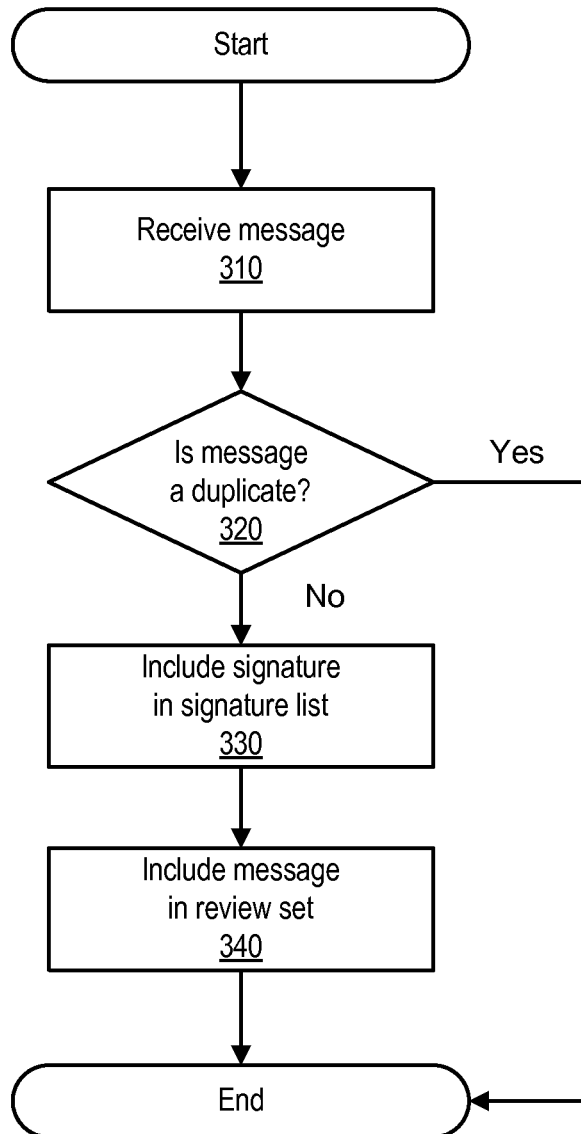 Start
Receive message
310
Is message
a duplicate?
320
Yes
No
Include signature
in signature list
330
Include message
in review set
340
End